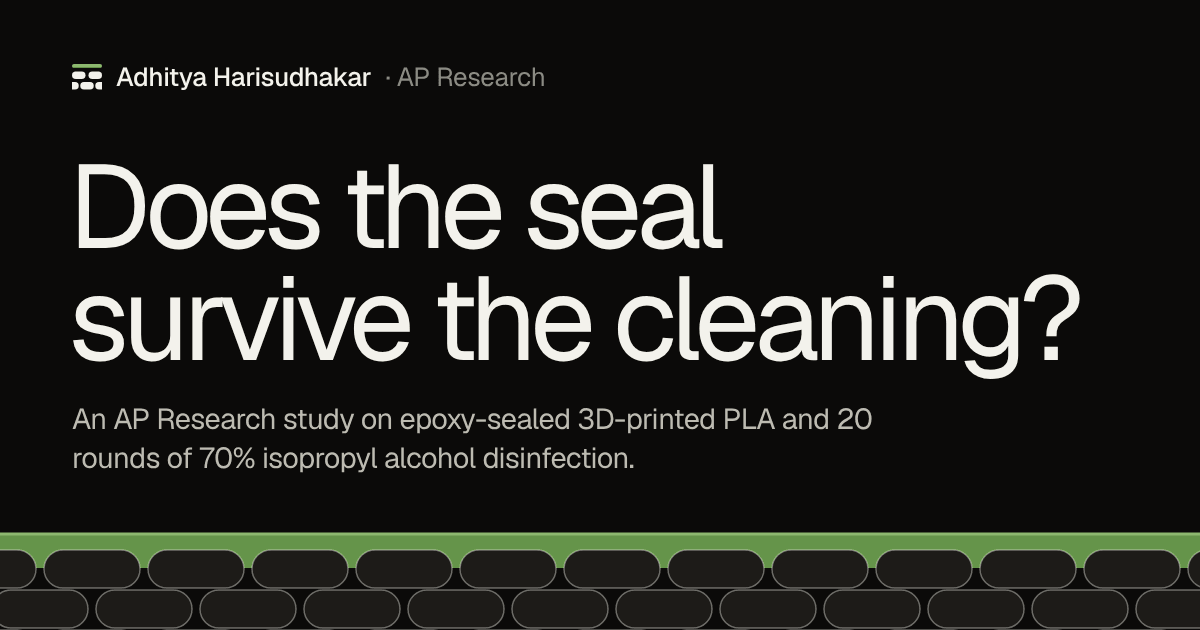 Adhitya Harisudhakar · AP Research
Does the seal
survive the cleaning?
An AP Research study on epoxy-sealed 3D-printed PLA and 20
rounds of 70% isopropyl alcohol disinfection.